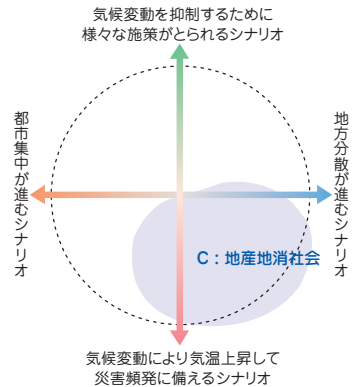 気候変動を抑制するために
様々な施策がとられるシナリオ
都市集中が進むシナリオ
地方分散が進むシナリオ
C：地産地消社会
気候変動により気温上昇して
災害頻発に備えるシナリオ